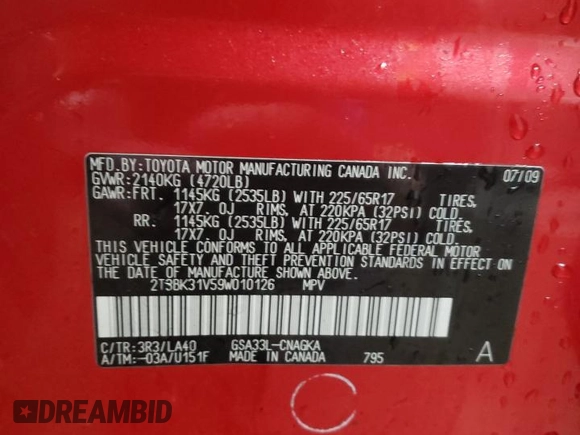 MFD.BY:TOYOTA MOTOR MANUFACTURING CANADA INC. 07/09
GVWR:2140KG (4720LB)
GAWR:FRT. 1145KG (2535LB) WITH 225/65R17 TIRES,
17X7.0J RIMS, AT 220KPA (32PSI) COLD.
RR. 1145KG (2535LB) WITH 225/65R17 TIRES,
17X7.0J RIMS, AT 220KPA (32PSI) COLD.
THIS VEHICLE CONFORMS TO ALL APPLICABLE FEDERAL MOTOR
VEHICLE SAFETY AND THEFT PREVENTION STANDARDS IN EFFECT ON
THE DATE OF MANUFACTURE SHOWN ABOVE.
2T9BK31V59W010126 MPV
C/TR:3R3/LA40 GSA33L-CNAGKA A
A/TM:-03A/U151F MADE IN CANADA 795
DREAMBID